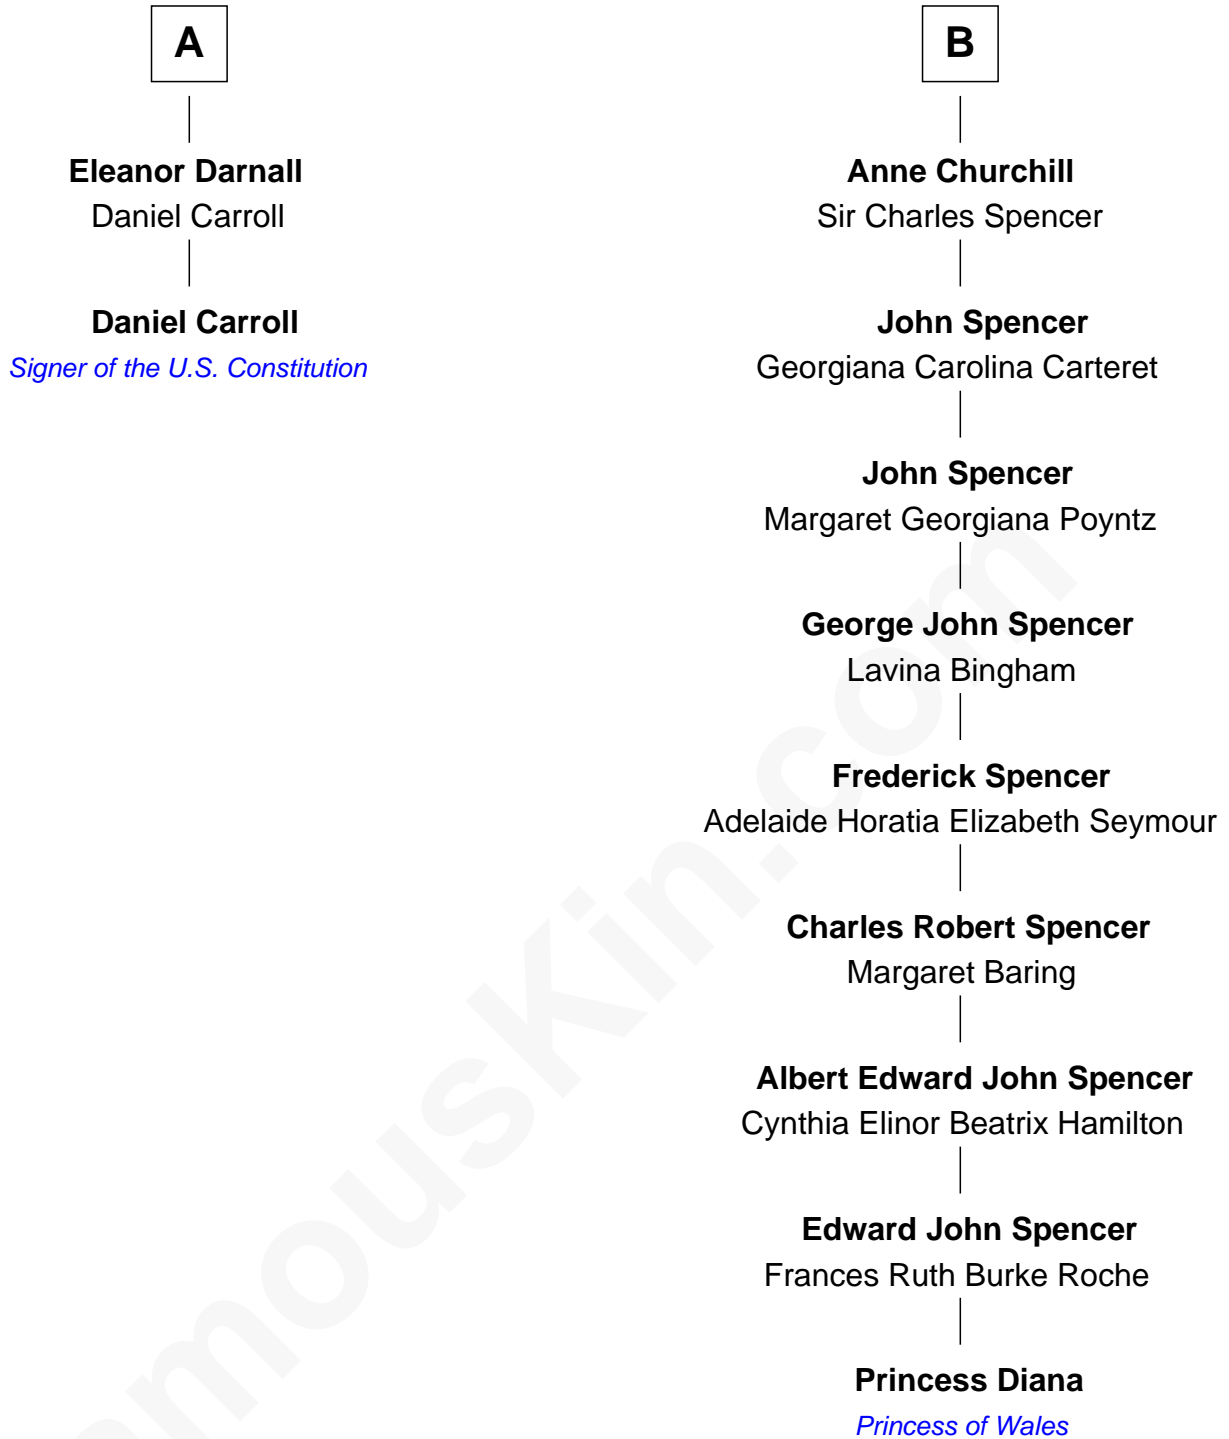 A
Eleanor Darnall
Daniel Carroll
Daniel Carroll
Signer of the U.S. Constitution
B
Anne Churchill
Sir Charles Spencer
John Spencer
Georgiana Carolina Carteret
John Spencer
Margaret Georgiana Poyntz
George John Spencer
Lavina Bingham
Frederick Spencer
Adelaide Horatia Elizabeth Seymour
Charles Robert Spencer
Margaret Baring
Albert Edward John Spencer
Cynthia Elinor Beatrix Hamilton
Edward John Spencer
Frances Ruth Burke Roche
Princess Diana
Princess of Wales
mousKin.com